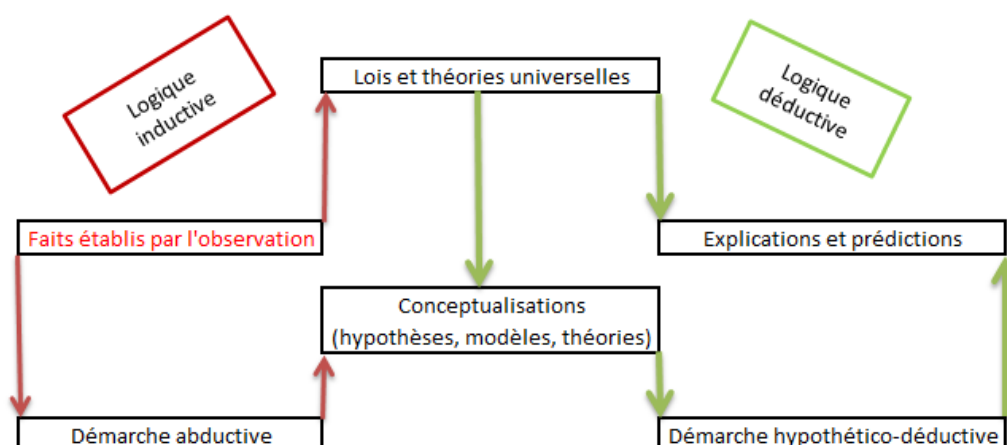 Logique
inductive
Lois et théories universelles
Logique
déductive
Faits établis par l'observation
Explications et prédictions
Conceptualisations
(hypothèses, modèles, théories)
Démarche abductive
Démarche hypothético-déductive